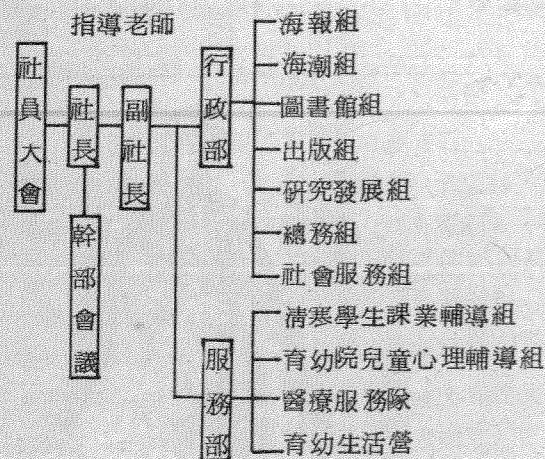 指導老師
社員大會
社長
副社長
幹部會議
行政部
海報組
海潮組
圖書館組
出版組
研究發展組
總務組
社會服務組
服務部
清寒學生課業輔導組
育幼院兒童心理輔導組
醫療服務隊
育幼生活營